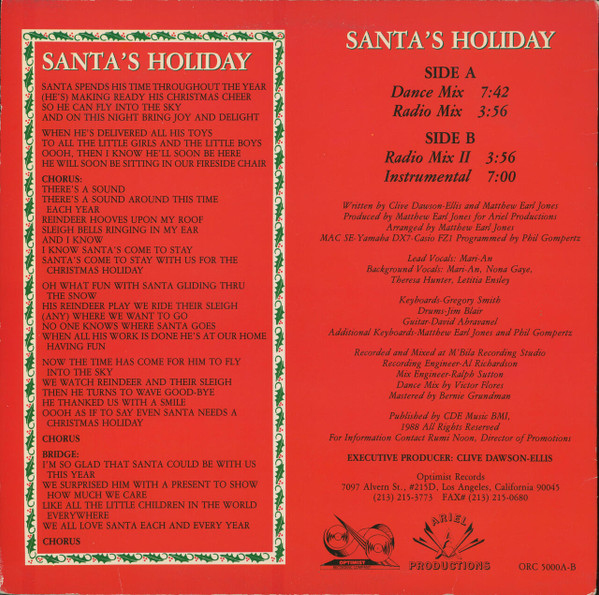 SANTA'S HOLIDAY
SANTA SPENDS HIS TIME THROUGHOUT THE YEAR
(HE'S) MAKING READY HIS CHRISTMAS CHEER
SO HE CAN FLY INTO THE SKY
AND ON THIS NIGHT BRING JOY AND DELIGHT
WHEN HE'S DELIVERED ALL HIS TOYS
TO ALL THE LITTLE GIRLS AND THE LITTLE BOYS
OOOH, THEN I KNOW HE'LL SOON BE HERE
HE WILL SOON BE SITTING IN OUR FIRESIDE CHAIR
CHORUS:
THERE'S A SOUND
THERE'S A SOUND AROUND THIS TIME
EACH YEAR
REINDEER HOOVES UPON MY ROOF
SLEIGH BELLS RINGING IN MY EAR
AND I KNOW
I KNOW SANTA'S COME TO STAY
SANTA'S COME TO STAY WITH US FOR THE
CHRISTMAS HOLIDAY
OH WHAT FUN WITH SANTA GLIDING THRU
THE SNOW
HIS REINDEER PLAY WE RIDE THEIR SLEIGH
(ANY) WHERE WE WANT TO GO
NO ONE KNOWS WHERE SANTA GOES
WHEN ALL HIS WORK IS DONE HE'S AT OUR HOME
HAVING FUN
NOW THE TIME HAS COME FOR HIM TO FLY
INTO THE SKY
WE WATCH REINDEER AND THEIR SLEIGH
THEN HE TURNS TO WAVE GOOD-BYE
HE THANKED US WITH A SMILE
OOOH AS IF TO SAY EVEN SANTA NEEDS A
CHRISTMAS HOLIDAY
CHORUS
BRIDGE:
I'M SO GLAD THAT SANTA COULD BE WITH US
THIS YEAR
WE SURPRISED HIM WITH A PRESENT TO SHOW
HOW MUCH WE CARE
LIKE ALL THE LITTLE CHILDREN IN THE WORLD
EVERYWHERE
WE ALL LOVE SANTA EACH AND EVERY YEAR
CHORUS
SANTA'S HOLIDAY
SIDE A
Dance Mix 7:42
Radio Mix 3:56
SIDE B
Radio Mix II 3:56
Instrumental 7:00
Written by Clive Dawson-Ellis and Matthew Earl Jones
Produced by Matthew Earl Jones for Ariel Productions
Arranged by Matthew Earl Jones
MAC SE-Yamaha DX7-Casio FZ1 Programmed by Phil Gompertz
Lead Vocals: Mari-An
Background Vocals: Mari-An, Nona Gaye,
Theresa Hunter, Letitia Ensley
Keyboards-Gregory Smith
Drums-Jim Blair
Guitar-David Abravanel
Additional Keyboards-Matthew Earl Jones and Phil Gompertz
Recorded and Mixed at M'Bila Recording Studio
Recording Engineer-Al Richardson
Mix Engineer-Ralph Sutton
Dance Mix by Victor Flores
Mastered by Bernie Grundman
Published by CDE Music BMI,
1988 All Rights Reserved
For Information Contact Rums Noon, Director of Promotions
EXECUTIVE PRODUCER: CLIVE DAWSON-ELLIS
Optimist Records
7097 Alvern St., #215D, Los Angeles, California 90045
(213) 215-3773 FAX# (213) 215-0680
OPTIMIST
ARIEL
PRODUCTIONS
ORC 5000A-B